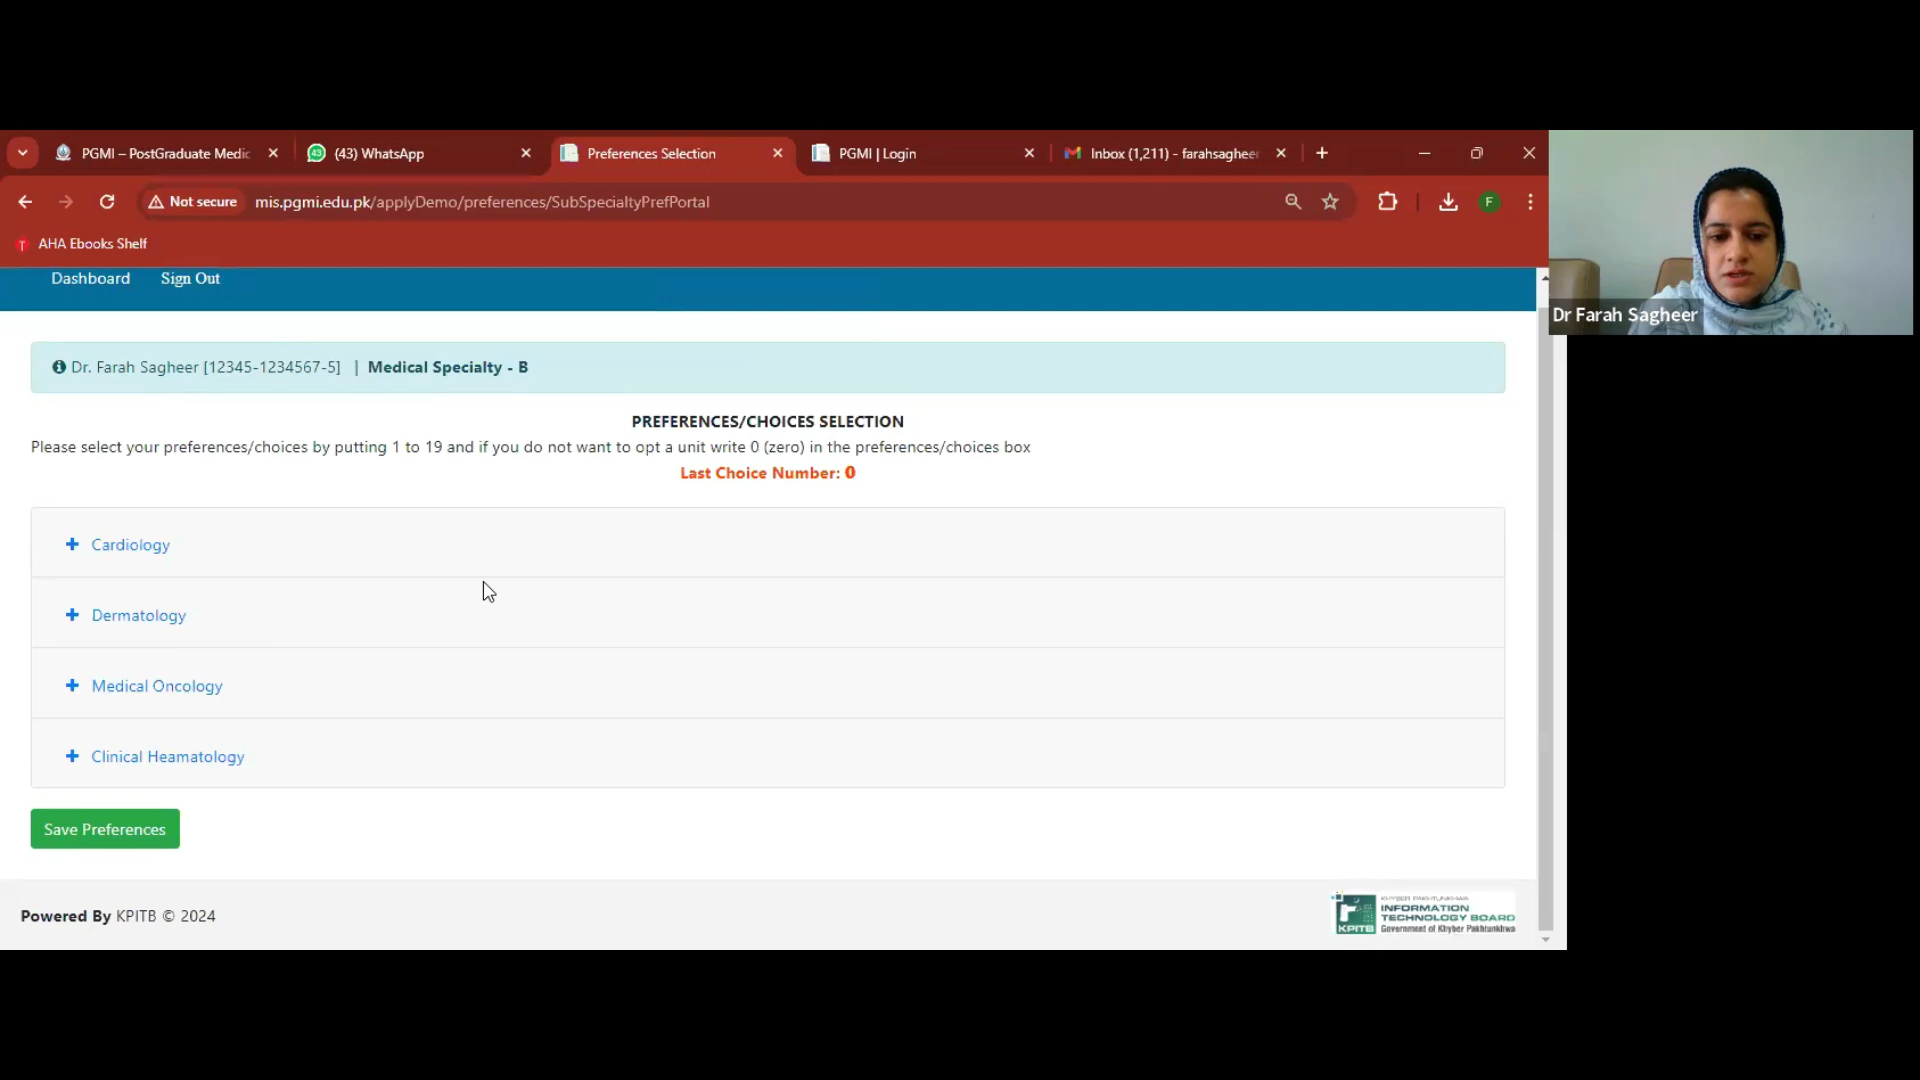 PGMI – PostGraduate Medic
43
(43) WhatsApp
Preferences Selection
PGMI | Login
Inbox (1,211) - farahsagheer
Not secure
mis.pgmi.edu.pk/applyDemo/preferences/SubSpecialtyPrefPortal
F
AHA Ebooks Shelf
Dashboard
Sign Out
Dr Farah Sagheer
Dr. Farah Sagheer [12345-1234567-5] | Medical Specialty - B
PREFERENCES/CHOICES SELECTION
Please select your preferences/choices by putting 1 to 19 and if you do not want to opt a unit write 0 (zero) in the preferences/choices box
Last Choice Number: 0
Cardiology
Dermatology
Medical Oncology
Clinical Heamatology
Save Preferences
Powered By KPITB © 2024
KPITB
KHYBER PAKHTUNKHWA
INFORMATION
TECHNOLOGY BOARD
Government of Khyber Pakhtunkhwa